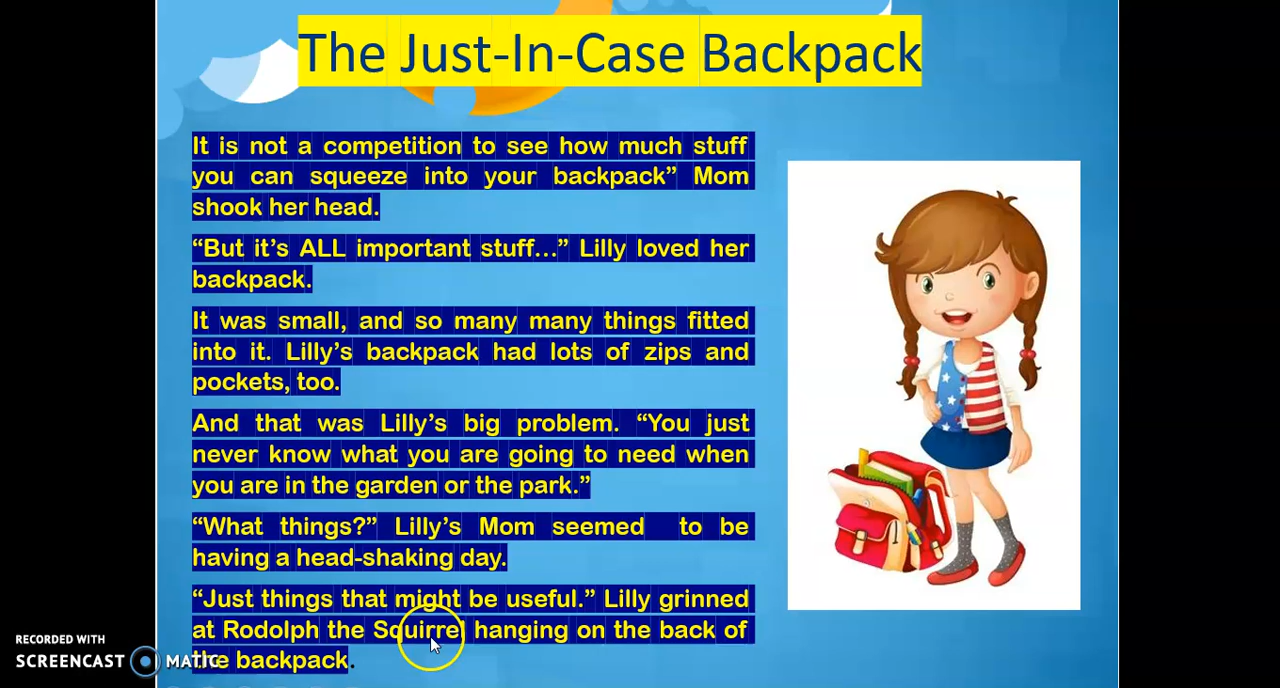 The Just-In-Case Backpack
It is not a competition to see how much stuff
you can squeeze into your backpack” Mom
shook her head.
“But it’s ALL important stuff…” Lilly loved her
backpack.
It was small, and so many many things fitted
into it. Lilly’s backpack had lots of zips and
pockets, too.
And that was Lilly’s big problem. “You just
never know what you are going to need when
you are in the garden or the park.”
“What things?” Lilly’s Mom seemed to be
having a head-shaking day.
“Just things that might be useful.” Lilly grinned
at Rodolph the Squirrel hanging on the back of
the backpack.
RECORDED WITH
SCREENCAST MATIC